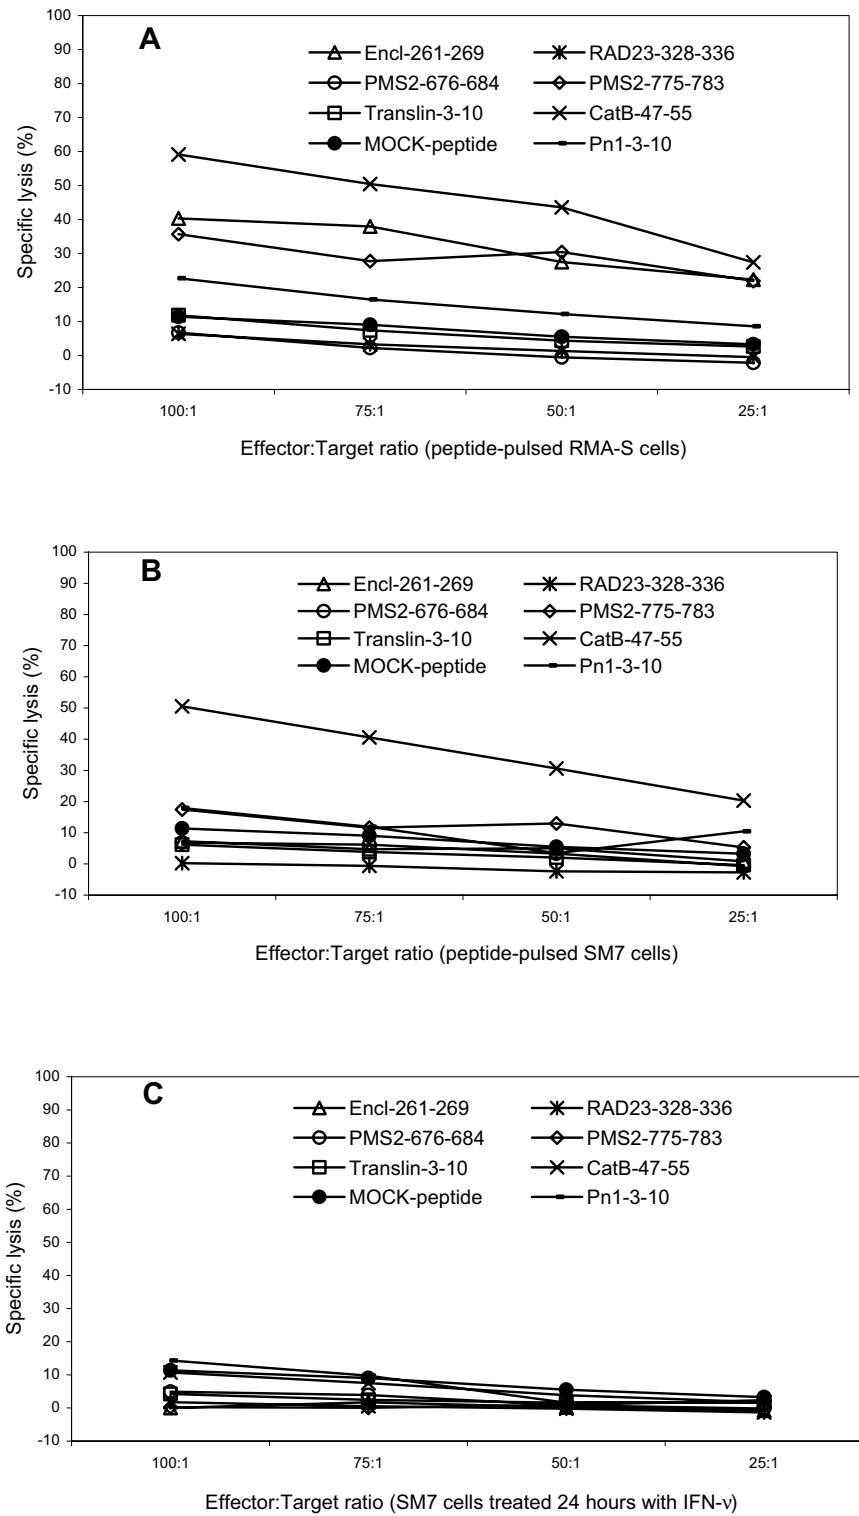 A
Encl-261-269 RAD23-328-336
PMS2-676-684 PMS2-775-783
Translin-3-10 CatB-47-55
MOCK-peptide Pn1-3-10
Specific lysis (%)
100
90
80
70
60
50
40
30
20
10
0
-10
100:1 75:1 50:1 25:1
Effector:Target ratio (peptide-pulsed RMA-S cells)
B
Encl-261-269 RAD23-328-336
PMS2-676-684 PMS2-775-783
Translin-3-10 CatB-47-55
MOCK-peptide Pn1-3-10
Specific lysis (%)
100
90
80
70
60
50
40
30
20
10
0
-10
100:1 75:1 50:1 25:1
Effector:Target ratio (peptide-pulsed SM7 cells)
C
Encl-261-269 RAD23-328-336
PMS2-676-684 PMS2-775-783
Translin-3-10 CatB-47-55
MOCK-peptide Pn1-3-10
Specific lysis (%)
100
90
80
70
60
50
40
30
20
10
0
-10
100:1 75:1 50:1 25:1
Effector:Target ratio (SM7 cells treated 24 hours with IFN-ν)